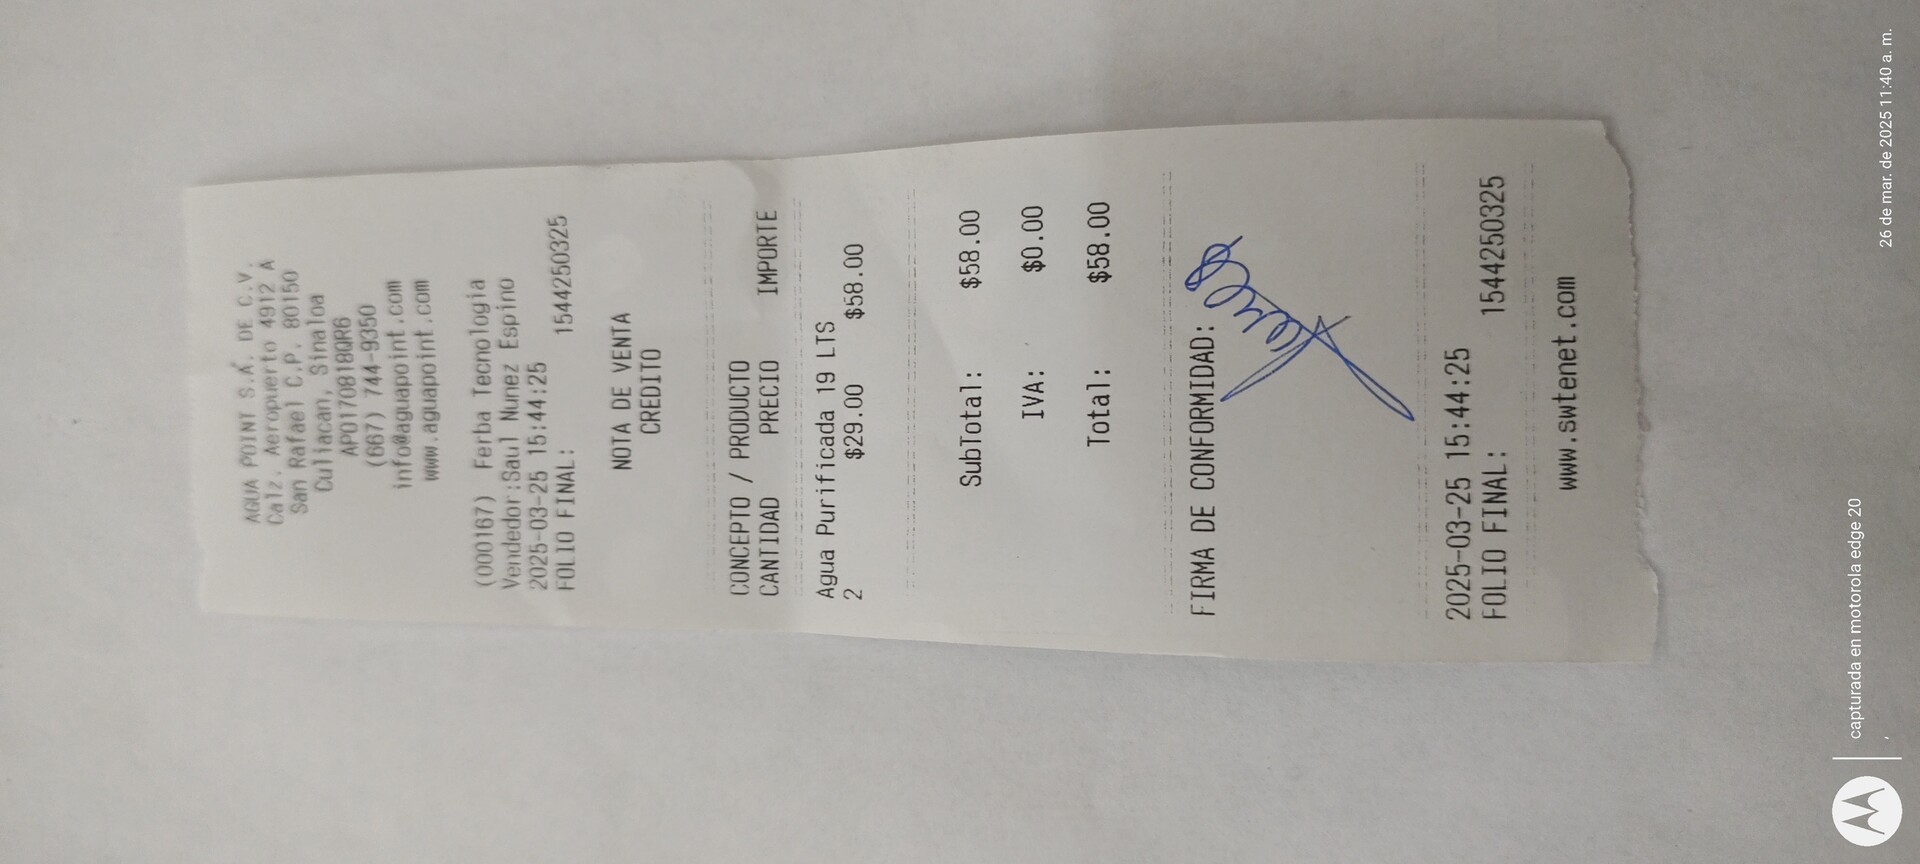 AGUA POINT S.A. DE C.V.
Calz. Aeropuerto 4912 A
San Rafael C.P. 80150
Culiacan, Sinaloa
APO170818QR6
(667) 744-9350
info@aguapoint.com
www.aguapoint.com
(000167) Ferba Tecnologia
Vendedor:Saul Nunez Espino
2025-03-25 15:44:25
FOLIO FINAL: 1544250325
NOTA DE VENTA
CREDITO
CONCEPTO / PRODUCTO
CANTIDAD PRECIO IMPORTE
Agua Purificada 19 LTS
2 $29.00 $58.00
SubTotal: $58.00
IVA: $0.00
Total: $58.00
FIRMA DE CONFORMIDAD:
2025-03-25 15:44:25
FOLIO FINAL: 1544250325
www.swtenet.com
capturada en motorola edge 20
26 de mar. de 2025 11:40 a. m.